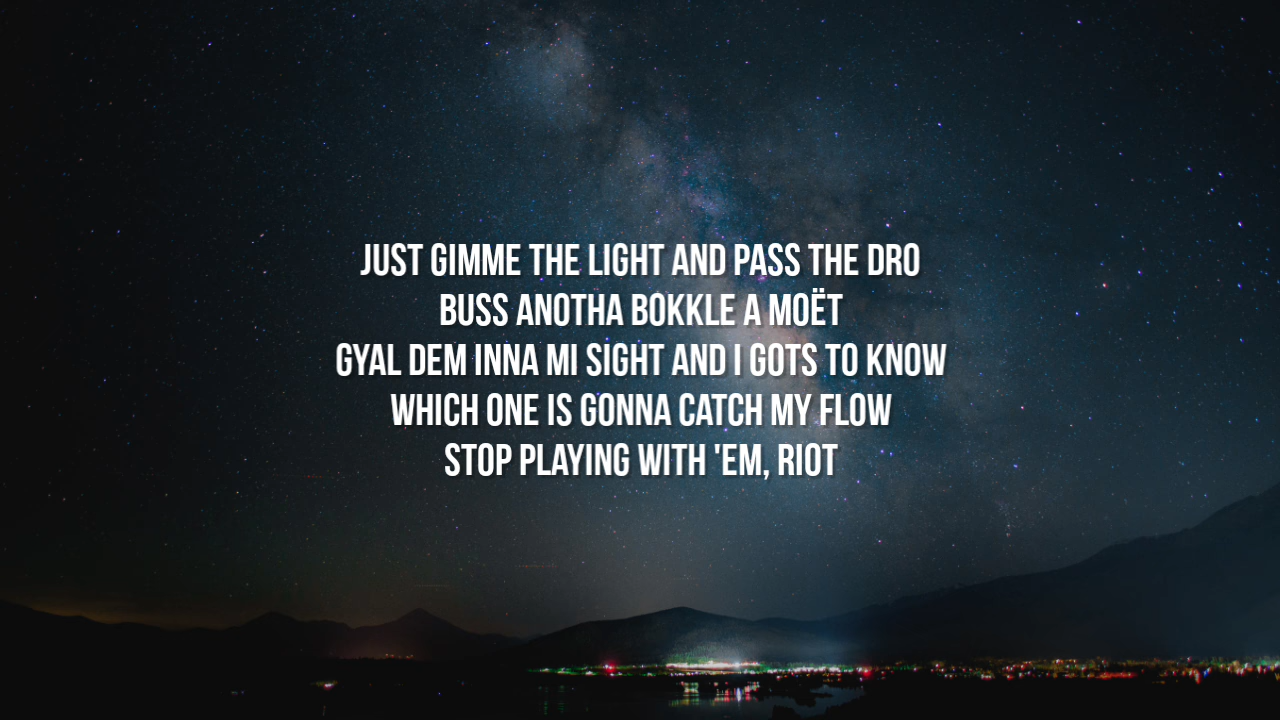 JUST GIMME THE LIGHT AND PASS THE DRO
BUSS ANOTHA BOKKLE A MOËT
GYAL DEM INNA MI SIGHT AND I GOTS TO KNOW
WHICH ONE IS GONNA CATCH MY FLOW
STOP PLAYING WITH 'EM, RIOT